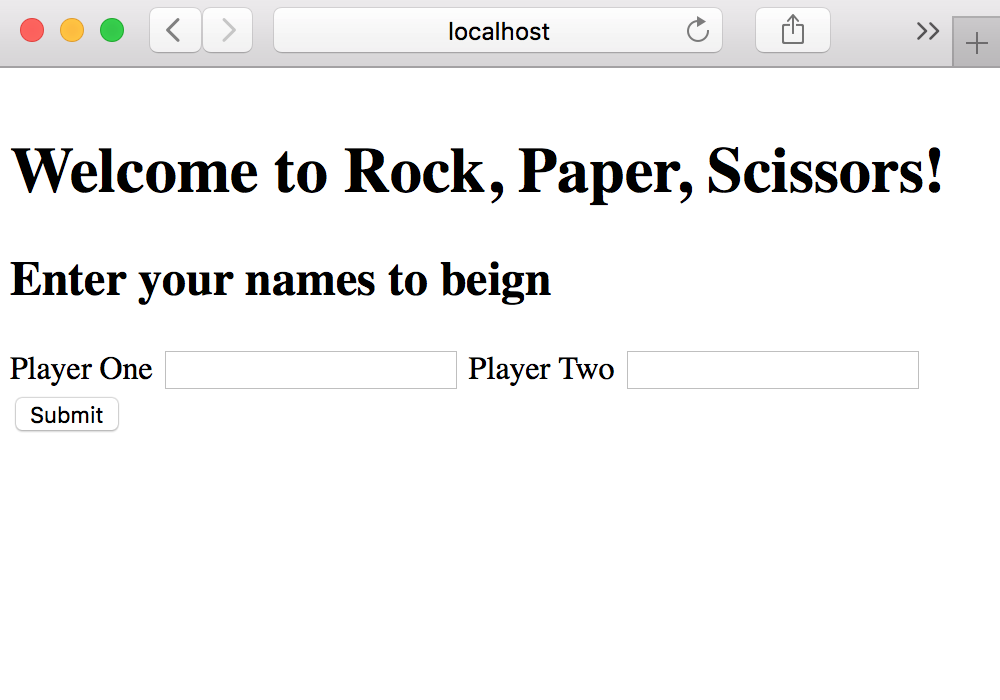 localhost
Welcome to Rock, Paper, Scissors!
Enter your names to beign
Player One Player Two
Submit